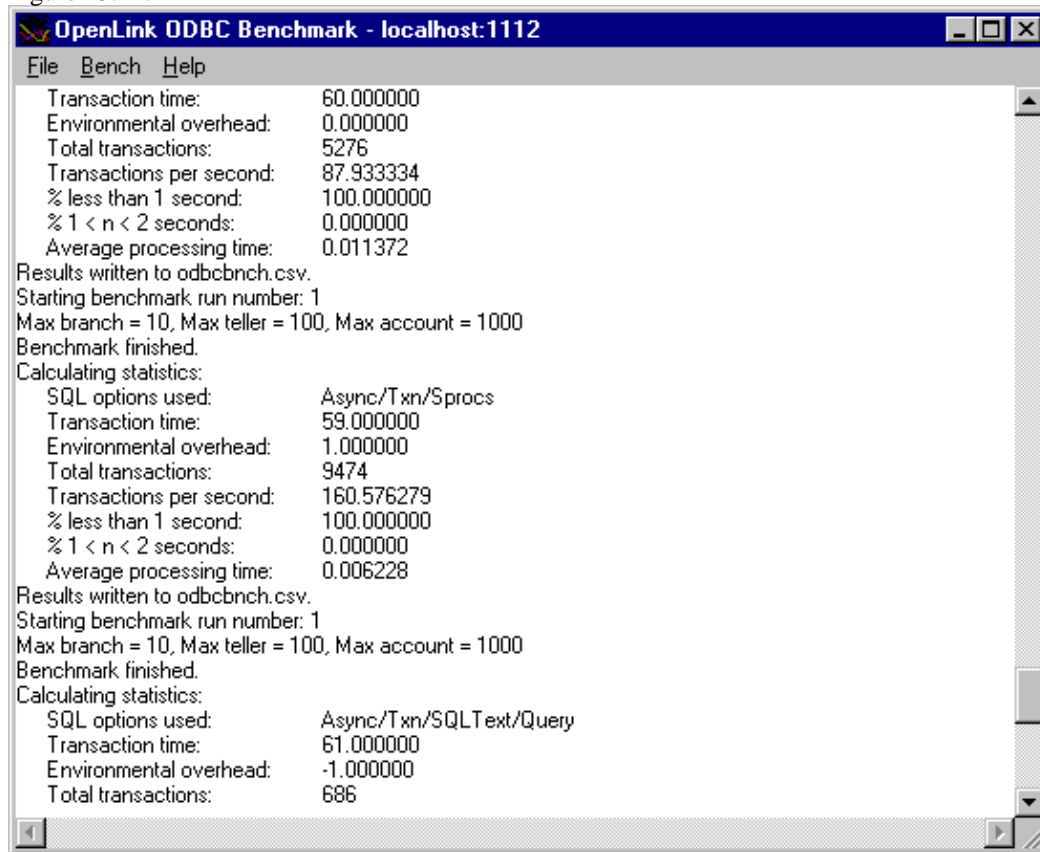 OpenLink ODBC Benchmark - localhost:1112
File Bench Help
Transaction time: 60.000000
Environmental overhead: 0.000000
Total transactions: 5276
Transactions per second: 87.933334
% less than 1 second: 100.000000
% 1 < n < 2 seconds: 0.000000
Average processing time: 0.011372
Results written to odbcbnch.csv.
Starting benchmark run number: 1
Max branch = 10, Max teller = 100, Max account = 1000
Benchmark finished.
Calculating statistics:
SQL options used: Async/Txn/Sprocs
Transaction time: 59.000000
Environmental overhead: 1.000000
Total transactions: 9474
Transactions per second: 160.576279
% less than 1 second: 100.000000
% 1 < n < 2 seconds: 0.000000
Average processing time: 0.006228
Results written to odbcbnch.csv.
Starting benchmark run number: 1
Max branch = 10, Max teller = 100, Max account = 1000
Benchmark finished.
Calculating statistics:
SQL options used: Async/Txn/SQLText/Query
Transaction time: 61.000000
Environmental overhead: -1.000000
Total transactions: 686